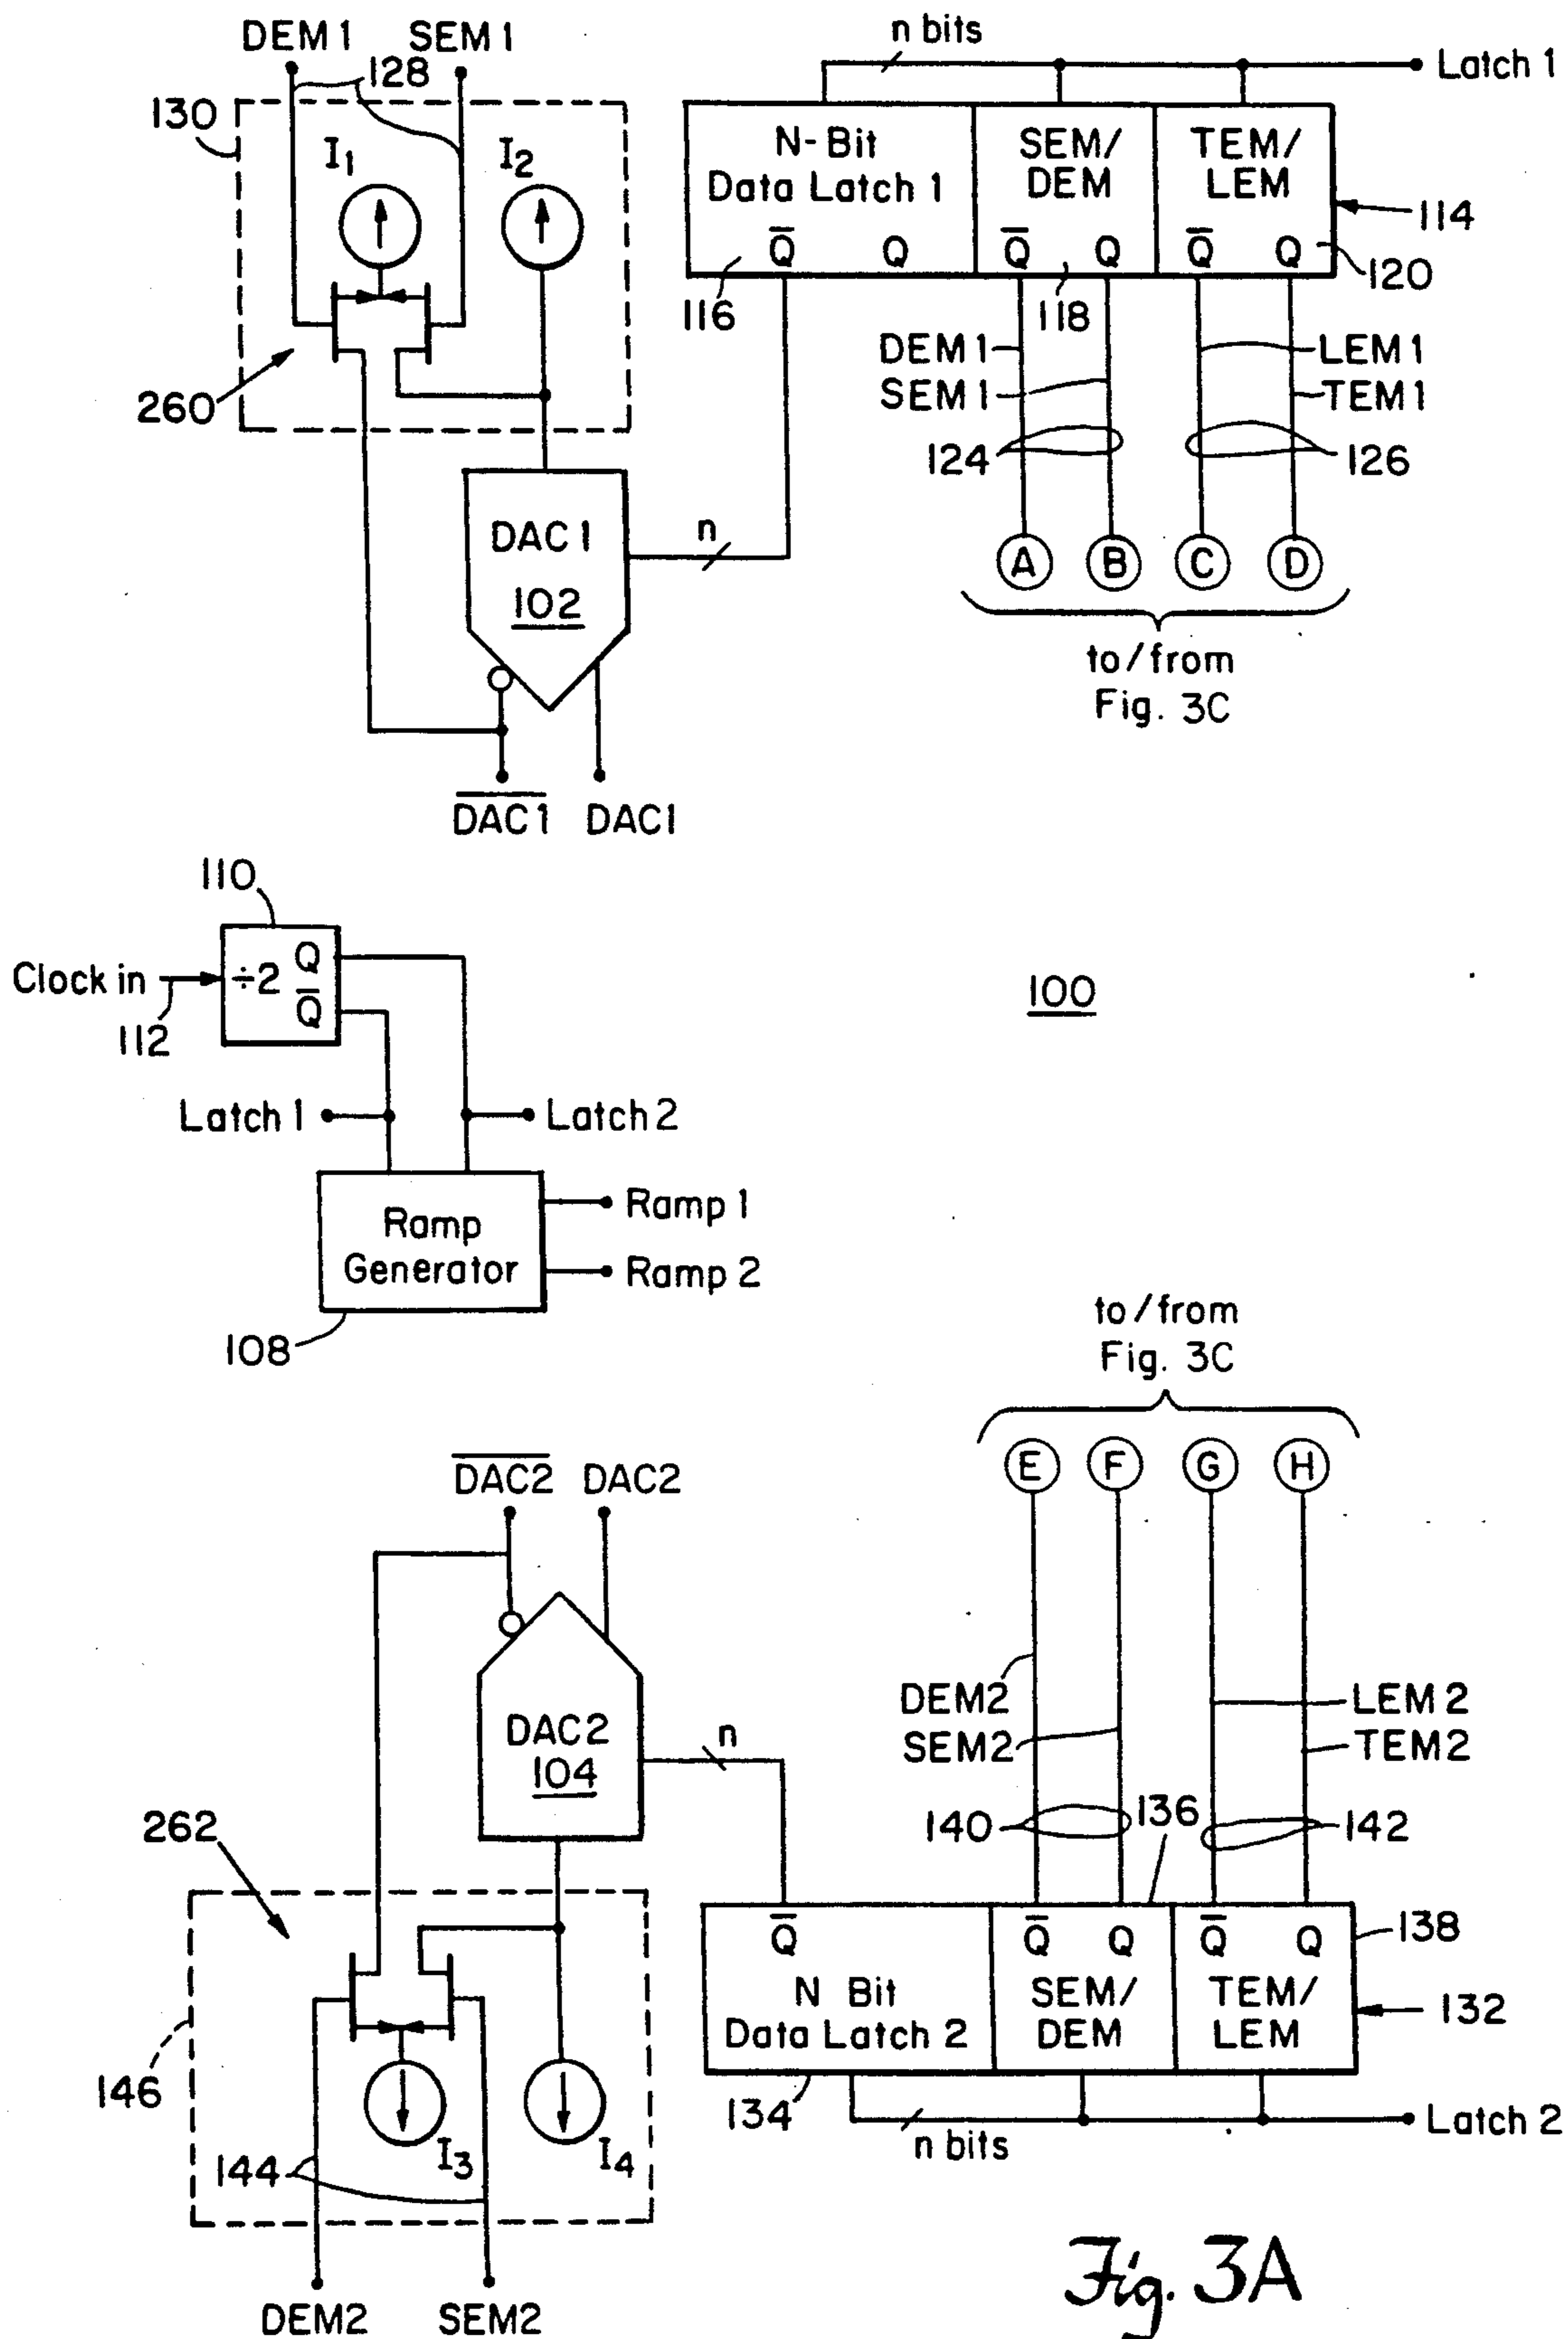 DEM1 SEM1
128
130
I1 I2
260
n bits
Latch 1
N-Bit
Data Latch 1
Q̅ Q
SEM/
DEM
Q̅ Q
TEM/
LEM
Q̅ Q
114
116
118
120
DEM1
SEM1
LEM1
TEM1
124
126
A B C D
to/from
Fig. 3C
DAC1
102
n
D̅A̅C̅1̅ DAC1
110
Clock in
÷2
Q
Q̅
112
100
Latch 1
Latch 2
Ramp
Generator
Ramp 1
Ramp 2
108
to/from
Fig. 3C
E F G H
D̅A̅C̅2̅ DAC2
DAC2
104
n
DEM2
SEM2
LEM2
TEM2
140
136
142
262
Q̅
N Bit
Data Latch 2
Q̅ Q
SEM/
DEM
Q̅ Q
TEM/
LEM
138
132
134
n bits
Latch 2
146
I3 I4
144
DEM2 SEM2
Fig. 3A